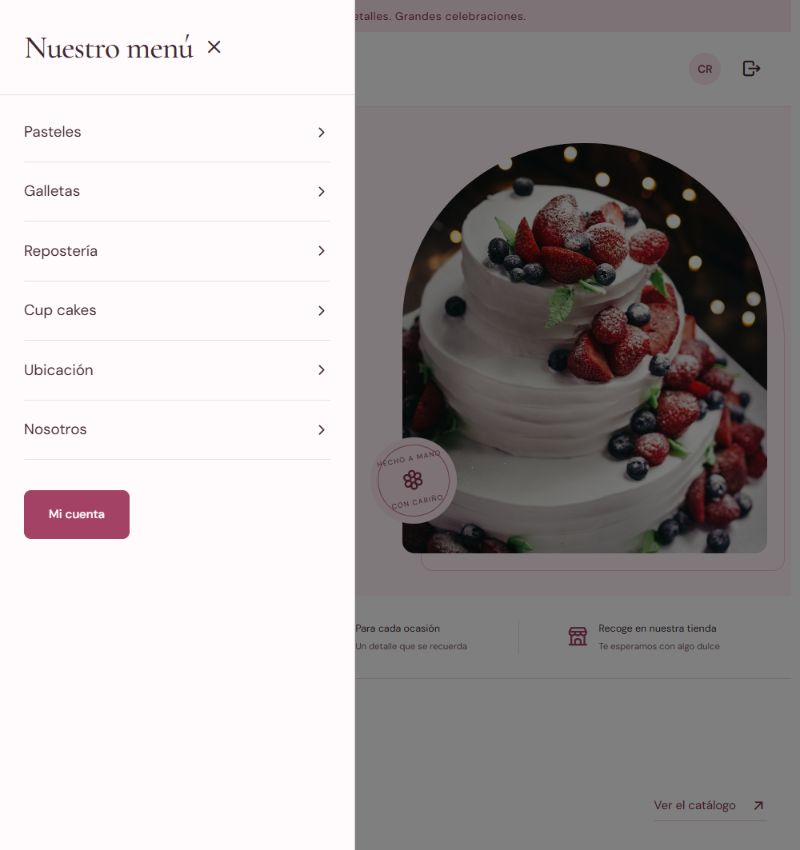 Nuestro menú
Pasteles
Galletas
Repostería
Cup cakes
Ubicación
Nosotros
Mi cuenta
etalles. Grandes celebraciones.
CR
HECHO A MANO
CON CARIÑO
Para cada ocasión
Un detalle que se recuerda
Recoge en nuestra tienda
Te esperamos con algo dulce
Ver el catálogo